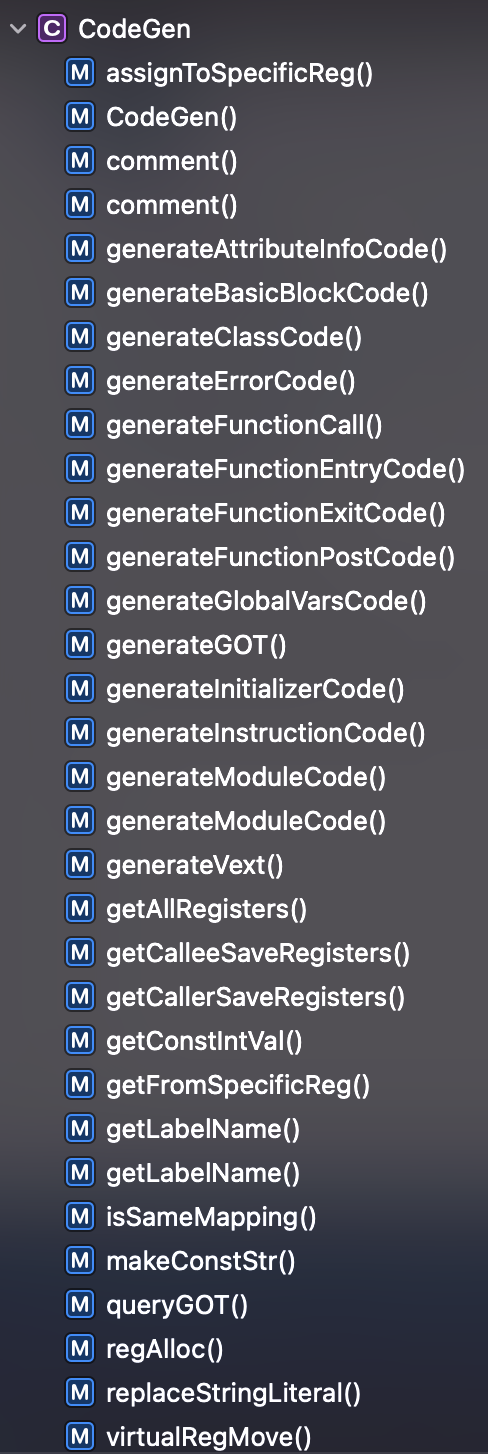 C CodeGen
M assignToSpecificReg()
M CodeGen()
M comment()
M comment()
M generateAttributeInfoCode()
M generateBasicBlockCode()
M generateClassCode()
M generateErrorCode()
M generateFunctionCall()
M generateFunctionEntryCode()
M generateFunctionExitCode()
M generateFunctionPostCode()
M generateGlobalVarsCode()
M generateGOT()
M generateInitializerCode()
M generateInstructionCode()
M generateModuleCode()
M generateModuleCode()
M generateVext()
M getAllRegisters()
M getCalleeSaveRegisters()
M getCallerSaveRegisters()
M getConstIntVal()
M getFromSpecificReg()
M getLabelName()
M getLabelName()
M isSameMapping()
M makeConstStr()
M queryGOT()
M regAlloc()
M replaceStringLiteral()
M virtualRegMove()